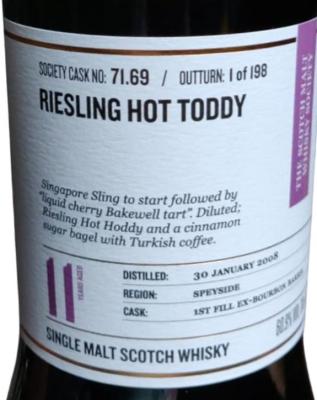 SOCIETY CASK NO: 71.69 / OUTTURN: 1 of 198
RIESLING HOT TODDY
THE SCOTCH MALT
WHISKY SOCIETY
Singapore Sling to start followed by
"liquid cherry Bakewell tart". Diluted;
Riesling Hot Hoddy and a cinnamon
sugar bagel with Turkish coffee.
11
YEARS AGED
DISTILLED: 30 JANUARY 2008
REGION: SPEYSIDE
CASK: 1ST FILL EX-BOURBON BARREL
SINGLE MALT SCOTCH WHISKY